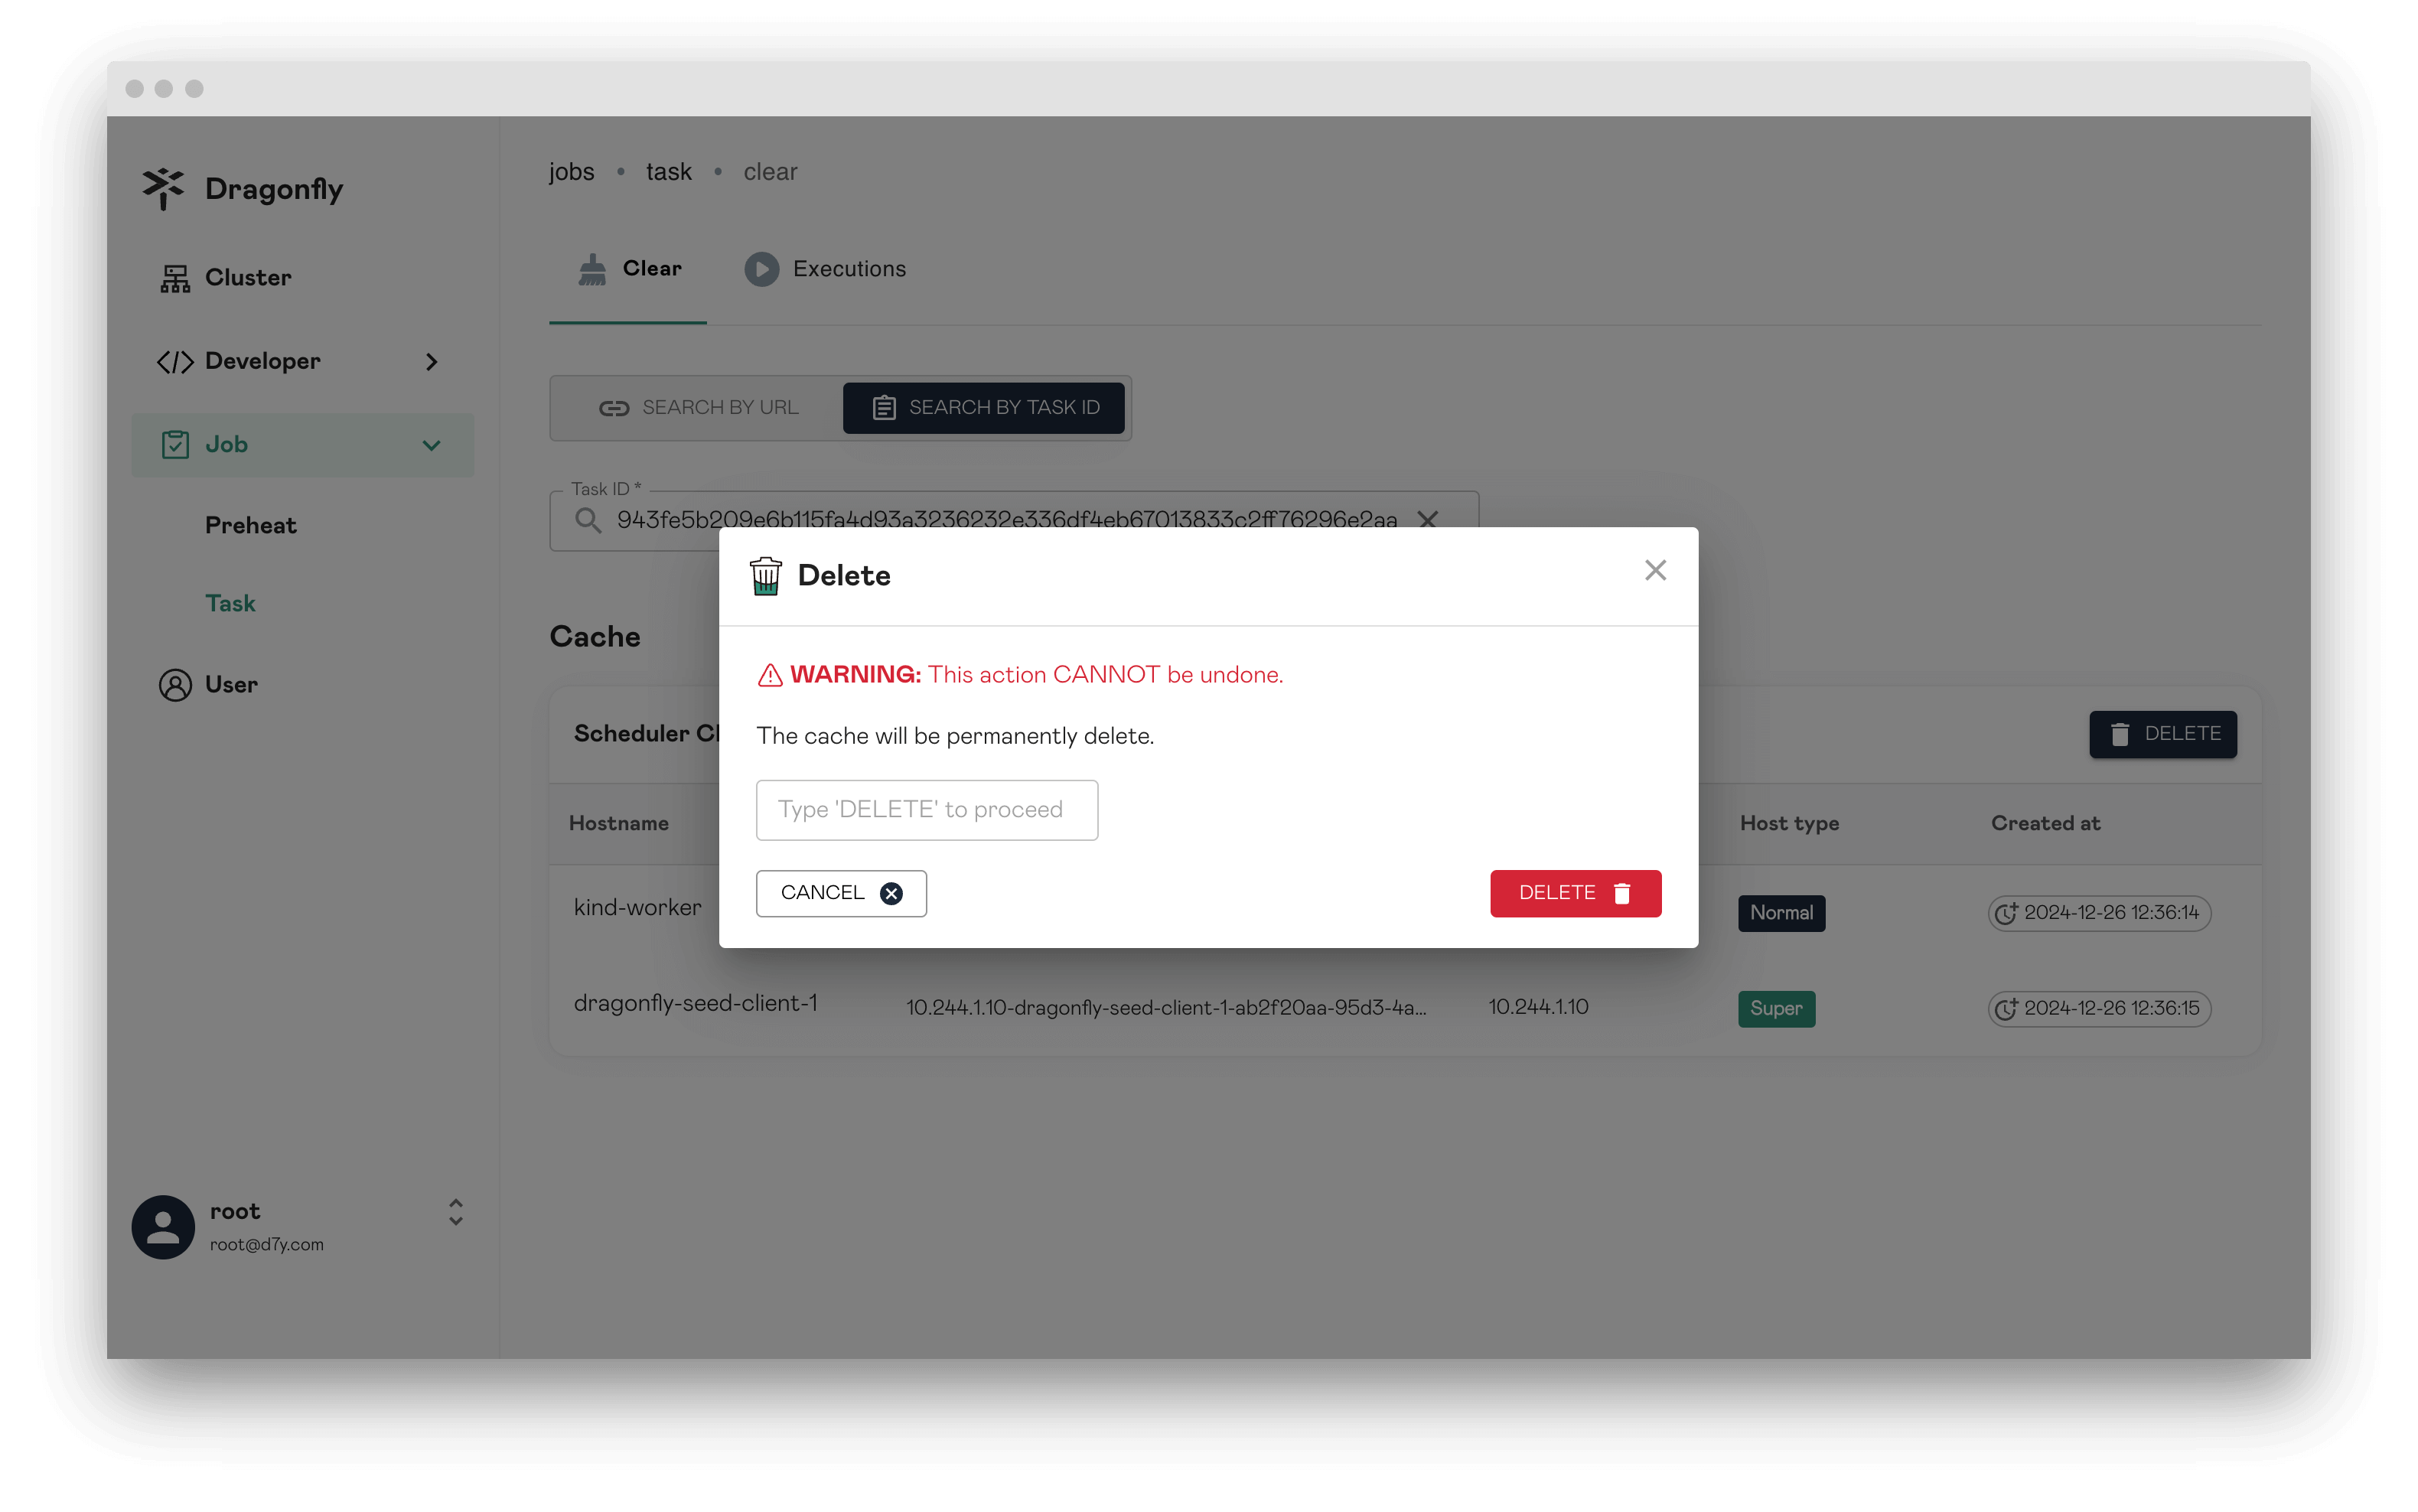 Dragonfly
Cluster
Developer
Job
Preheat
Task
User
root
root@d7y.com
jobs • task • clear
Clear Executions
SEARCH BY URL SEARCH BY TASK ID
Task ID *
943fe5b209e6b115fa4d93a3236232e336df4eb67013833c2ff76296e2aa
Cache
Scheduler
DELETE
Hostname Host type Created at
kind-worker Normal 2024-12-26 12:36:14
dragonfly-seed-client-1 10.244.1.10-dragonfly-seed-client-1-ab2f20aa-95d3-4a... 10.244.1.10 Super 2024-12-26 12:36:15
Delete
WARNING: This action CANNOT be undone.
The cache will be permanently delete.
Type 'DELETE' to proceed
CANCEL DELETE